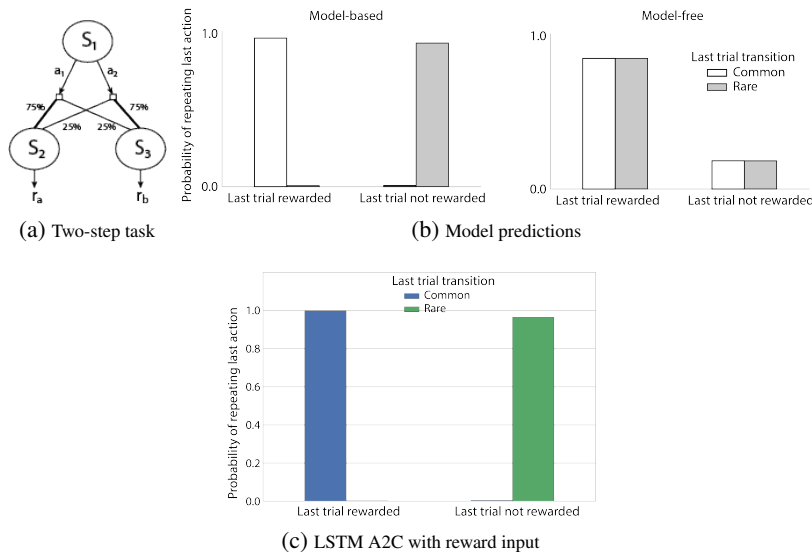 S1
a1 a2
75% 75%
25% 25%
S2 S3
ra rb
(a) Two-step task
Model-based
Probability of repeating last action
1.0
0.0
Last trial rewarded Last trial not rewarded
Model-free
1.0
0.0
Last trial transition
Common
Rare
Last trial rewarded Last trial not rewarded
(b) Model predictions
Last trial transition
Common
Rare
Probability of repeating last action
1.0
0.8
0.6
0.4
0.2
0.0
Last trial rewarded Last trial not rewarded
(c) LSTM A2C with reward input